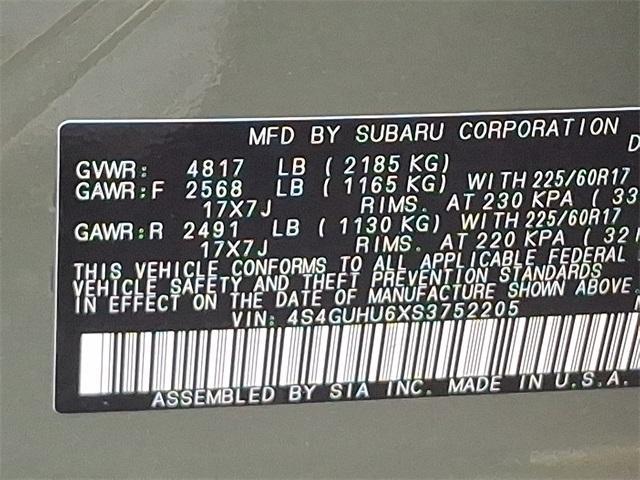 MFD BY SUBARU CORPORATION D
GVWR: 4817 LB ( 2185 KG)
GAWR:F 2568 LB ( 1165 KG) WITH 225/60R17
17X7J RIMS. AT 230 KPA ( 33
GAWR:R 2491 LB ( 1130 KG) WITH 225/60R17
17X7J RIMS. AT 220 KPA ( 32
THIS VEHICLE CONFORMS TO ALL APPLICABLE FEDERAL
VEHICLE SAFETY AND THEFT PREVENTION STANDARDS
IN EFFECT ON THE DATE OF MANUFACTURE SHOWN ABOVE.
VIN: 4S4GUHU6XS3752205
ASSEMBLED BY SIA INC. MADE IN U.S.A.